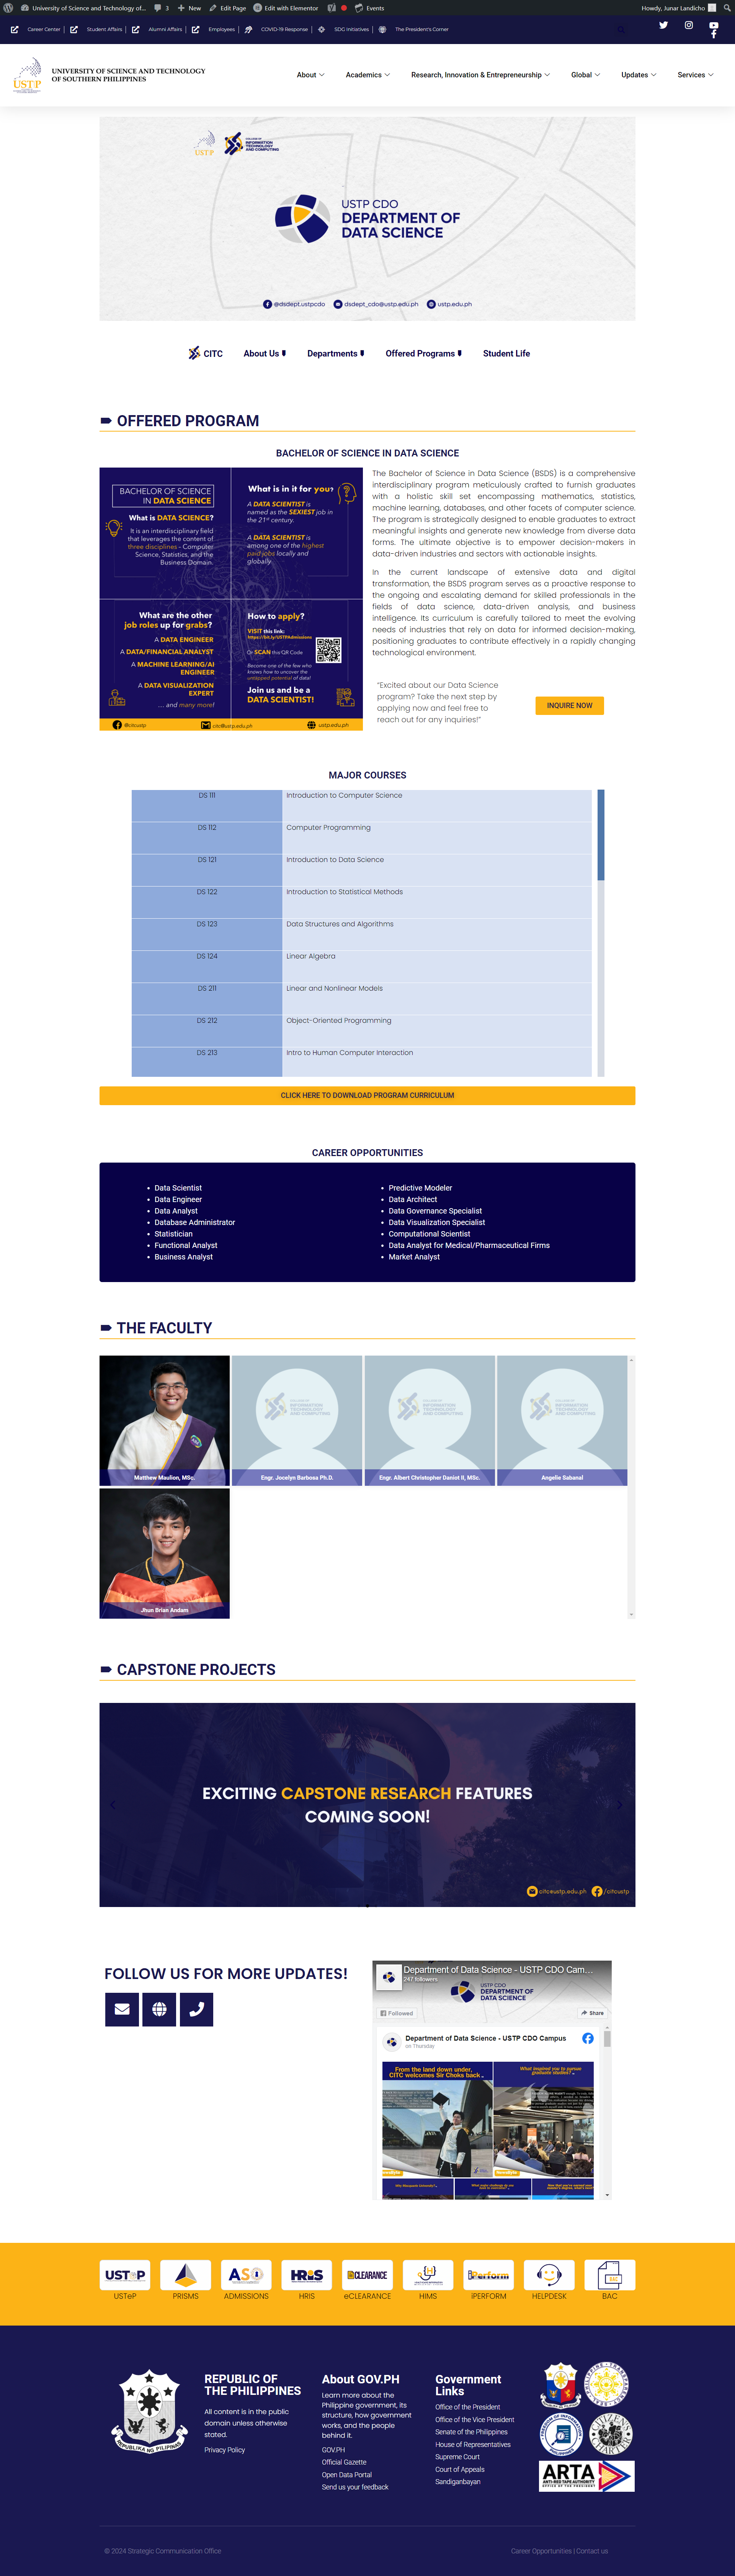 University of Science and Technology of... 3 New Edit Page Edit with Elementor Events Howdy, Junar Landicho
Career Center | Student Affairs | Alumni Affairs | Employees | COVID-19 Response | SDG Initiatives | The President's Corner
USTP
UNIVERSITY OF SCIENCE AND TECHNOLOGY
OF SOUTHERN PHILIPPINES
About Academics Research, Innovation & Entrepreneurship Global Updates Services
USTP
COLLEGE OF
INFORMATION
TECHNOLOGY
AND COMPUTING
USTP CDO
DEPARTMENT OF
DATA SCIENCE
@dsdept.ustpcdo dsdept_cdo@ustp.edu.ph ustp.edu.ph
CITC About Us Departments Offered Programs Student Life
OFFERED PROGRAM
BACHELOR OF SCIENCE IN DATA SCIENCE
BACHELOR OF SCIENCE
IN DATA SCIENCE
What is DATA SCIENCE?
It is an interdisciplinary field
that leverages the content of
three disciplines - Computer
Science, Statistics, and the
Business Domain.
What is in it for you?
A DATA SCIENTIST is
named as the SEXIEST job in
the 21st century.
A DATA SCIENTIST is
among one of the highest
paid jobs locally and
globally.
What are the other
job roles up for grabs?
A DATA ENGINEER
A DATA/FINANCIAL ANALYST
A MACHINE LEARNING/AI
ENGINEER
A DATA VISUALIZATION
EXPERT
... and many more!
How to apply?
VISIT this link:
https://bit.ly/USTPAdmissions
Or SCAN this QR Code
Become one of the few who
knows how to uncover the
untapped potential of data!
Join us and be a
DATA SCIENTIST!
@citcustp citc@ustp.edu.ph ustp.edu.ph
The Bachelor of Science in Data Science (BSDS) is a comprehensive
interdisciplinary program meticulously crafted to furnish graduates
with a holistic skill set encompassing mathematics, statistics,
machine learning, databases, and other facets of computer science.
The program is strategically designed to enable graduates to extract
meaningful insights and generate new knowledge from diverse data
forms. The ultimate objective is to empower decision-makers in
data-driven industries and sectors with actionable insights.
In the current landscape of extensive data and digital
transformation, the BSDS program serves as a proactive response to
the ongoing and escalating demand for skilled professionals in the
fields of data science, data-driven analysis, and business
intelligence. Its curriculum is carefully tailored to meet the evolving
needs of industries that rely on data for informed decision-making,
positioning graduates to contribute effectively in a rapidly changing
technological environment.
"Excited about our Data Science
program? Take the next step by
applying now and feel free to
reach out for any inquiries!"
INQUIRE NOW
MAJOR COURSES
DS 111 Introduction to Computer Science
DS 112 Computer Programming
DS 121 Introduction to Data Science
DS 122 Introduction to Statistical Methods
DS 123 Data Structures and Algorithms
DS 124 Linear Algebra
DS 211 Linear and Nonlinear Models
DS 212 Object-Oriented Programming
DS 213 Intro to Human Computer Interaction
CLICK HERE TO DOWNLOAD PROGRAM CURRICULUM
CAREER OPPORTUNITIES
Data Scientist
Data Engineer
Data Analyst
Database Administrator
Statistician
Functional Analyst
Business Analyst
Predictive Modeler
Data Architect
Data Governance Specialist
Data Visualization Specialist
Computational Scientist
Data Analyst for Medical/Pharmaceutical Firms
Market Analyst
THE FACULTY
Matthew Maulion, MSc.
Engr. Jocelyn Barbosa Ph.D.
Engr. Albert Christopher Daniot II, MSc.
Angelie Sabanal
Jhun Brian Andam
CAPSTONE PROJECTS
EXCITING CAPSTONE RESEARCH FEATURES
COMING SOON!
citc@ustp.edu.ph /citcustp
FOLLOW US FOR MORE UPDATES!
Department of Data Science - USTP CDO Cam...
247 followers
USTP CDO
DEPARTMENT OF
DATA SCIENCE
Followed Share
Department of Data Science - USTP CDO Campus
on Thursday
From the land down under,
CITC welcomes Sir Choks back
What inspired you to pursue
graduate studies?
USTeP PRISMS ADMISSIONS HRIS eCLEARANCE HIMS iPERFORM HELPDESK BAC
REPUBLIC OF
THE PHILIPPINES
All content is in the public
domain unless otherwise
stated.
Privacy Policy
About GOV.PH
Learn more about the
Philippine government, its
structure, how government
works, and the people
behind it.
GOV.PH
Official Gazette
Open Data Portal
Send us your feedback
Government
Links
Office of the President
Office of the Vice President
Senate of the Philippines
House of Representatives
Supreme Court
Court of Appeals
Sandiganbayan
REPUBLIKA NG PILIPINAS
ARTA
ANTI-RED TAPE AUTHORITY
OFFICE OF THE PRESIDENT
© 2024 Strategic Communication Office
Career Opportunities | Contact us